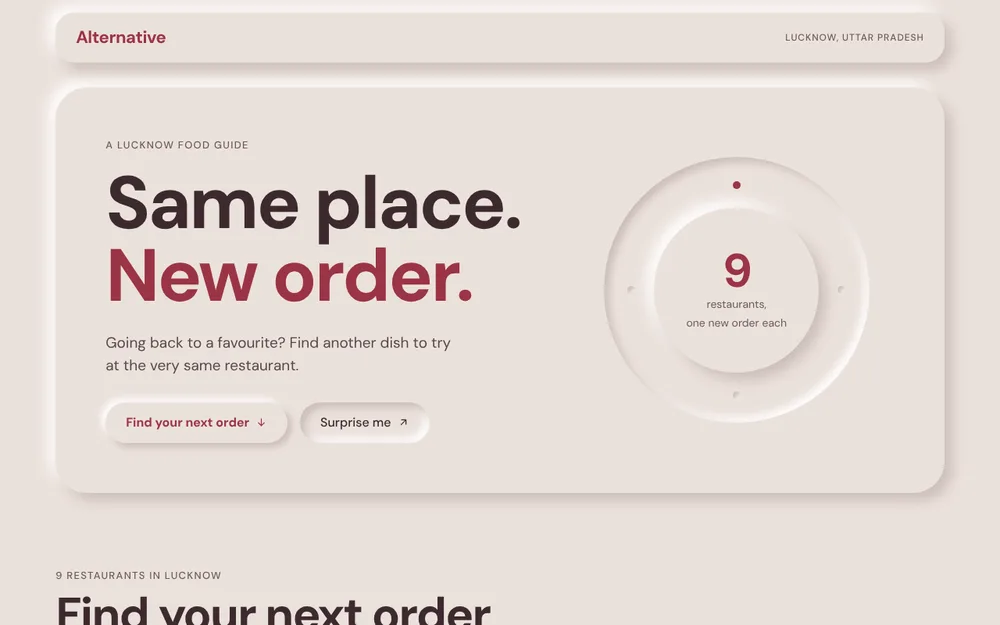 Alternative
LUCKNOW, UTTAR PRADESH
A LUCKNOW FOOD GUIDE
Same place.
New order.
Going back to a favourite? Find another dish to try
at the very same restaurant.
Find your next order ↓
Surprise me ↗
9
restaurants,
one new order each
9 RESTAURANTS IN LUCKNOW
Find your next order